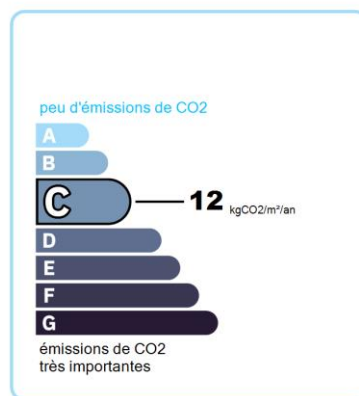 peu d'émissions de CO2
A
B
C 12 kgCO2/m²/an
D
E
F
G
émissions de CO2
très importantes